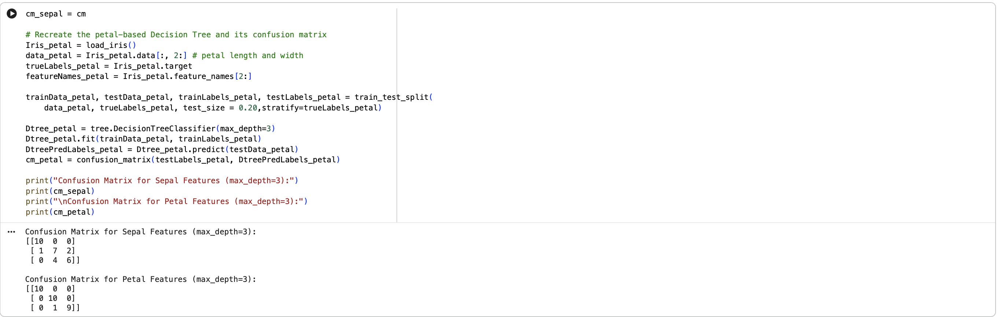 cm_sepal = cm
# Recreate the petal-based Decision Tree and its confusion matrix
Iris_petal = load_iris()
data_petal = Iris_petal.data[:, 2:] # petal length and width
trueLabels_petal = Iris_petal.target
featureNames_petal = Iris_petal.feature_names[2:]
trainData_petal, testData_petal, trainLabels_petal, testLabels_petal = train_test_split(
    data_petal, trueLabels_petal, test_size = 0.20,stratify=trueLabels_petal)
Dtree_petal = tree.DecisionTreeClassifier(max_depth=3)
Dtree_petal.fit(trainData_petal, trainLabels_petal)
DtreePredLabels_petal = Dtree_petal.predict(testData_petal)
cm_petal = confusion_matrix(testLabels_petal, DtreePredLabels_petal)
print("Confusion Matrix for Sepal Features (max_depth=3):")
print(cm_sepal)
print("\nConfusion Matrix for Petal Features (max_depth=3):")
print(cm_petal)
Confusion Matrix for Sepal Features (max_depth=3):
[[10  0  0]
 [ 1  7  2]
 [ 0  4  6]]
Confusion Matrix for Petal Features (max_depth=3):
[[10  0  0]
 [ 0 10  0]
 [ 0  1  9]]